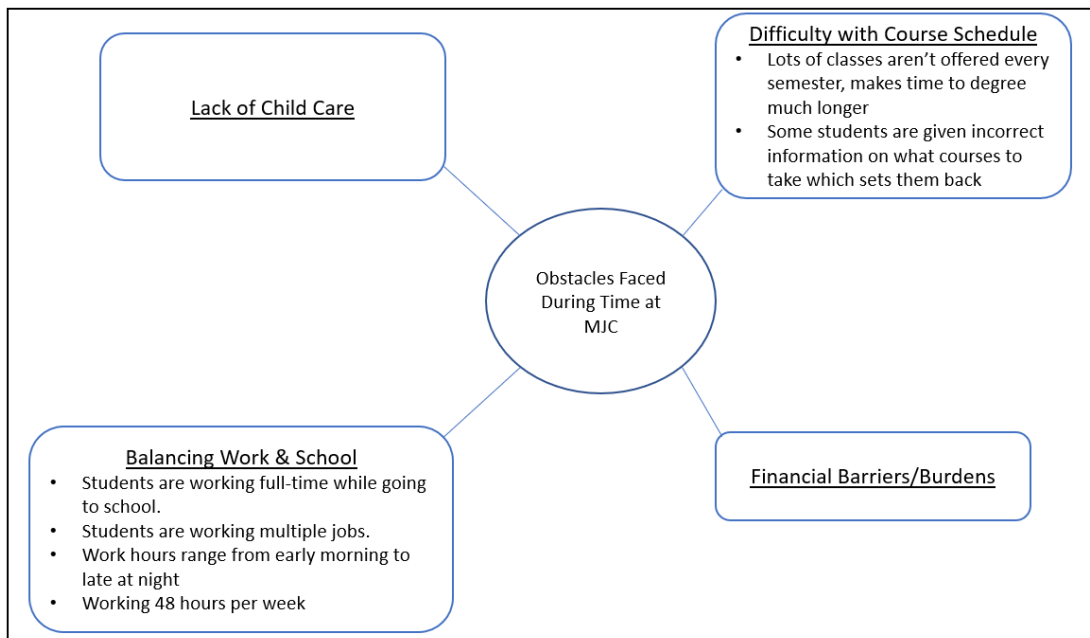 Lack of Child Care
Difficulty with Course Schedule
• Lots of classes aren’t offered every
semester, makes time to degree
much longer
• Some students are given incorrect
information on what courses to
take which sets them back
Obstacles Faced
During Time at
MJC
Balancing Work & School
• Students are working full-time while going
to school.
• Students are working multiple jobs.
• Work hours range from early morning to
late at night
• Working 48 hours per week
Financial Barriers/Burdens